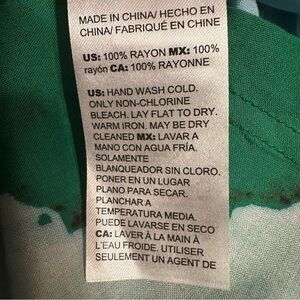 MADE IN CHINA/ HECHO EN
CHINA/ FABRIQUÉ EN CHINE
US: 100% RAYON MX: 100%
rayón CA: 100% RAYONNE
US: HAND WASH COLD.
ONLY NON-CHLORINE
BLEACH. LAY FLAT TO DRY.
WARM IRON. MAY BE DRY
CLEANED MX: LAVAR A
MANO CON AGUA FRÍA.
SOLAMENTE
BLANQUEADOR SIN CLORO.
PONER EN UN LUGAR
PLANO PARA SECAR.
PLANCHAR A
TEMPERATURA MEDIA.
PUEDE LAVARSE EN SECO
CA: LAVER À LA MAIN À
L'EAU FROIDE. UTILISER
SEULEMENT UN AGENT DE